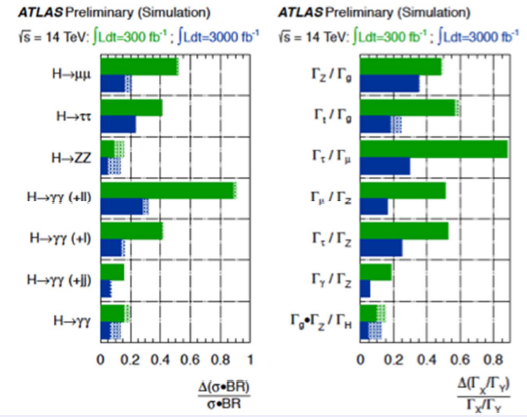 ATLAS Preliminary (Simulation)
√s = 14 TeV: ∫Ldt=300 fb⁻¹ ; ∫Ldt=3000 fb⁻¹
H→μμ
H→ττ
H→ZZ
H→γγ (+ll)
H→γγ (+l)
H→γγ (+jj)
H→γγ
0 0.2 0.4 0.6 0.8 1
Δ(σ•BR)
σ•BR
ATLAS Preliminary (Simulation)
√s = 14 TeV: ∫Ldt=300 fb⁻¹ ; ∫Ldt=3000 fb⁻¹
Γ_Z / Γ_g
Γ_t / Γ_g
Γ_τ / Γ_μ
Γ_μ / Γ_Z
Γ_τ / Γ_Z
Γ_γ / Γ_Z
Γ_g•Γ_Z / Γ_H
0 0.2 0.4 0.6 0.8
Δ(Γ_X/Γ_Y)
Γ_X/Γ_Y